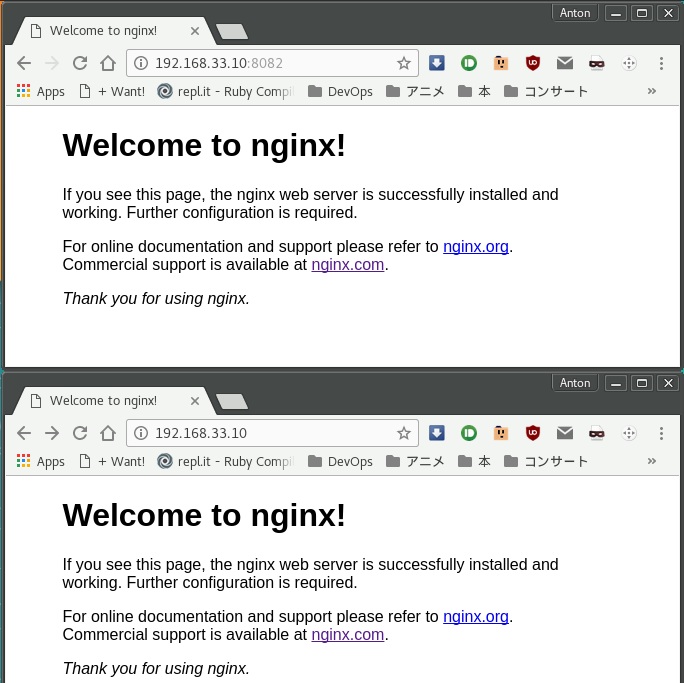 Anton
Welcome to nginx!
192.168.33.10:8082
Apps + Want! repl.it - Ruby Compil DevOps アニメ 本 コンサート »
Welcome to nginx!
If you see this page, the nginx web server is successfully installed and
working. Further configuration is required.
For online documentation and support please refer to nginx.org.
Commercial support is available at nginx.com.
Thank you for using nginx.
Anton
Welcome to nginx!
192.168.33.10
Apps + Want! repl.it - Ruby Compil DevOps アニメ 本 コンサート »
Welcome to nginx!
If you see this page, the nginx web server is successfully installed and
working. Further configuration is required.
For online documentation and support please refer to nginx.org.
Commercial support is available at nginx.com.
Thank you for using nginx.